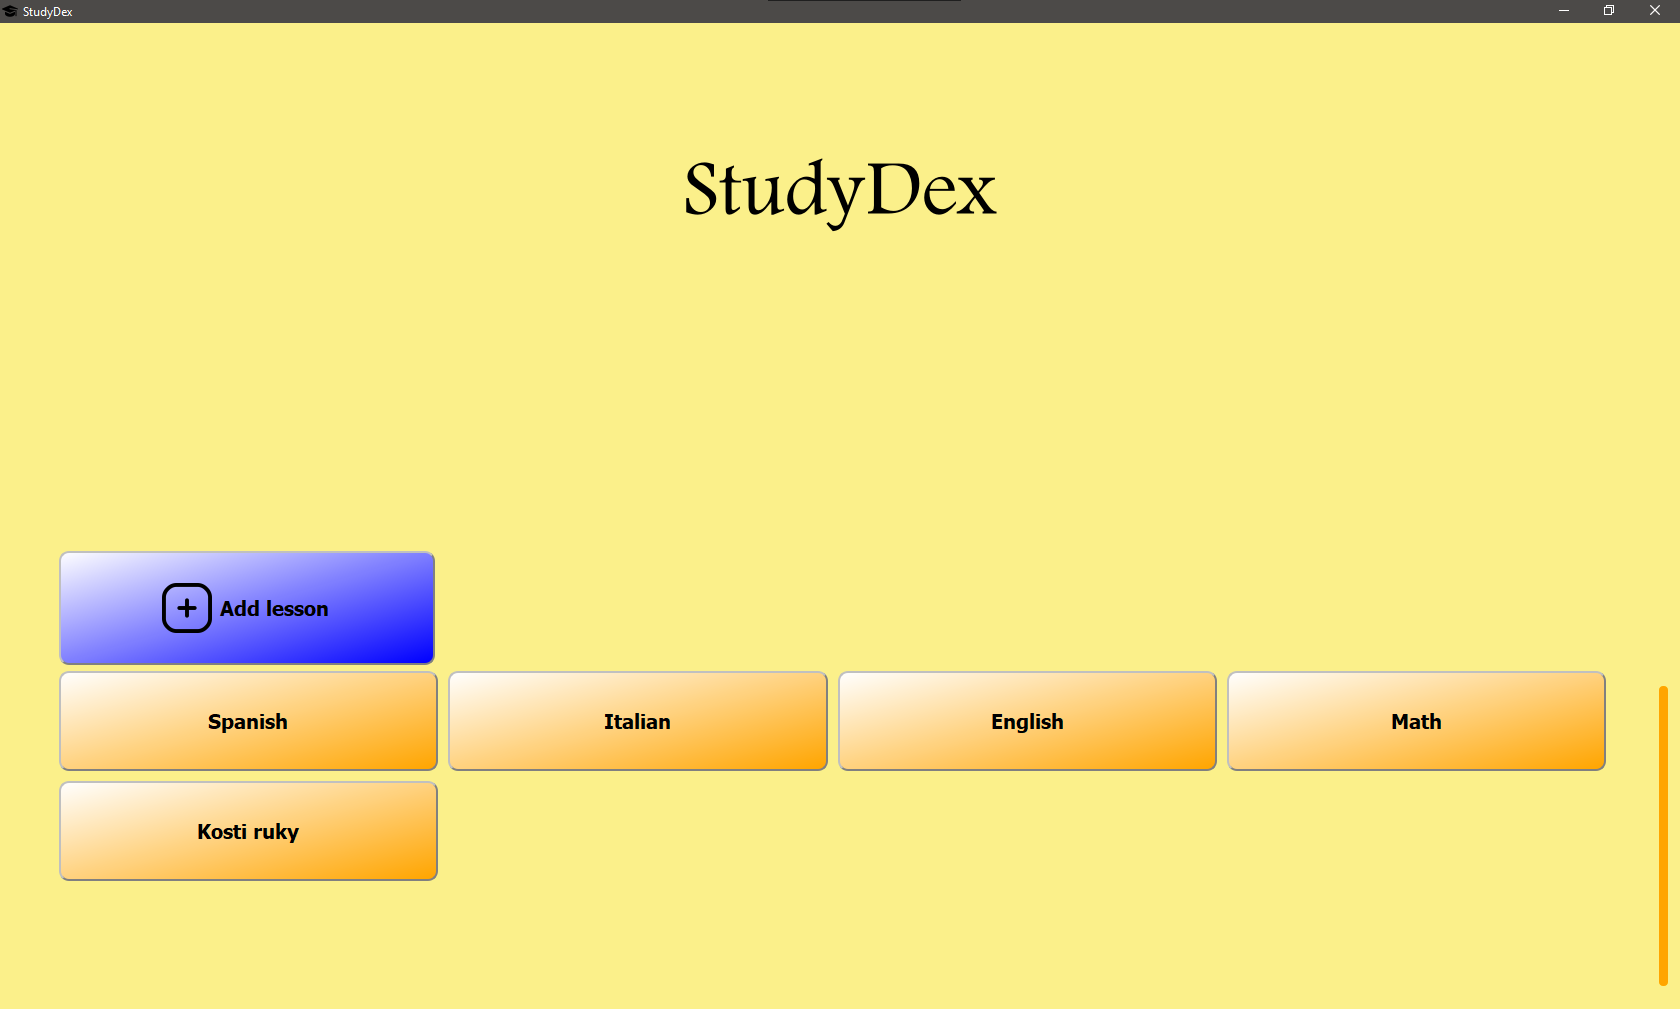 StudyDex
StudyDex
Add lesson
Spanish
Italian
English
Math
Kosti ruky